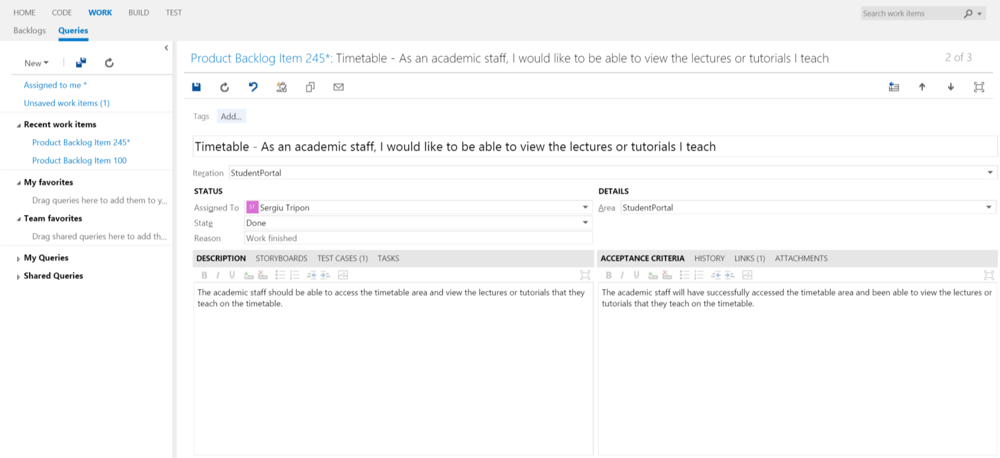 HOME CODE WORK BUILD TEST
Search work items
Backlogs Queries
New
Assigned to me *
Unsaved work items (1)
Recent work items
Product Backlog Item 245*
Product Backlog Item 100
My favorites
Drag queries here to add them to y...
Team favorites
Drag shared queries here to add th...
My Queries
Shared Queries
Product Backlog Item 245*: Timetable - As an academic staff, I would like to be able to view the lectures or tutorials I teach
2 of 3
Tags Add...
Timetable - As an academic staff, I would like to be able to view the lectures or tutorials I teach
Iteration StudentPortal
STATUS
Assigned To ST Sergiu Tripon
State Done
Reason Work finished
DETAILS
Area StudentPortal
DESCRIPTION STORYBOARDS TEST CASES (1) TASKS
B I U
The academic staff should be able to access the timetable area and view the lectures or tutorials that they
teach on the timetable.
ACCEPTANCE CRITERIA HISTORY LINKS (1) ATTACHMENTS
B I U
The academic staff will have successfully accessed the timetable area and been able to view the lectures or
tutorials that they teach on the timetable.